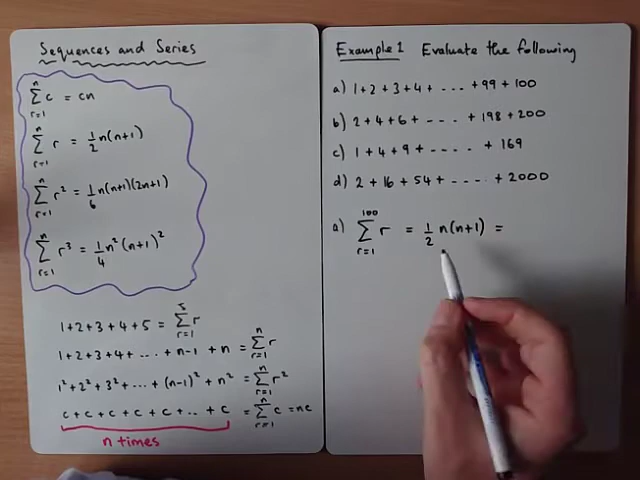 Sequences and Series
n
∑ c = cn
r=1
n
∑ r = 1/2 n(n+1)
r=1
n
∑ r² = 1/6 n(n+1)(2n+1)
r=1
n
∑ r³ = 1/4 n²(n+1)²
r=1
5
1+2+3+4+5 = ∑ r
r=1
n
1+2+3+4+ ... + n-1 + n = ∑ r
r=1
n
1²+2²+3²+ ... + (n-1)² + n² = ∑ r²
r=1
n
c + c + c + c + c + .. + c = ∑ c = nc
r=1
n times
Example 1 Evaluate the following
a) 1+2+3+4+ ... +99+100
b) 2+4+6+ ---. +198+200
c) 1+4+9+ ---.. + 169
d) 2+16+54+ ---.. +2000
100
a) ∑ r = 1/2 n(n+1) =
r=1